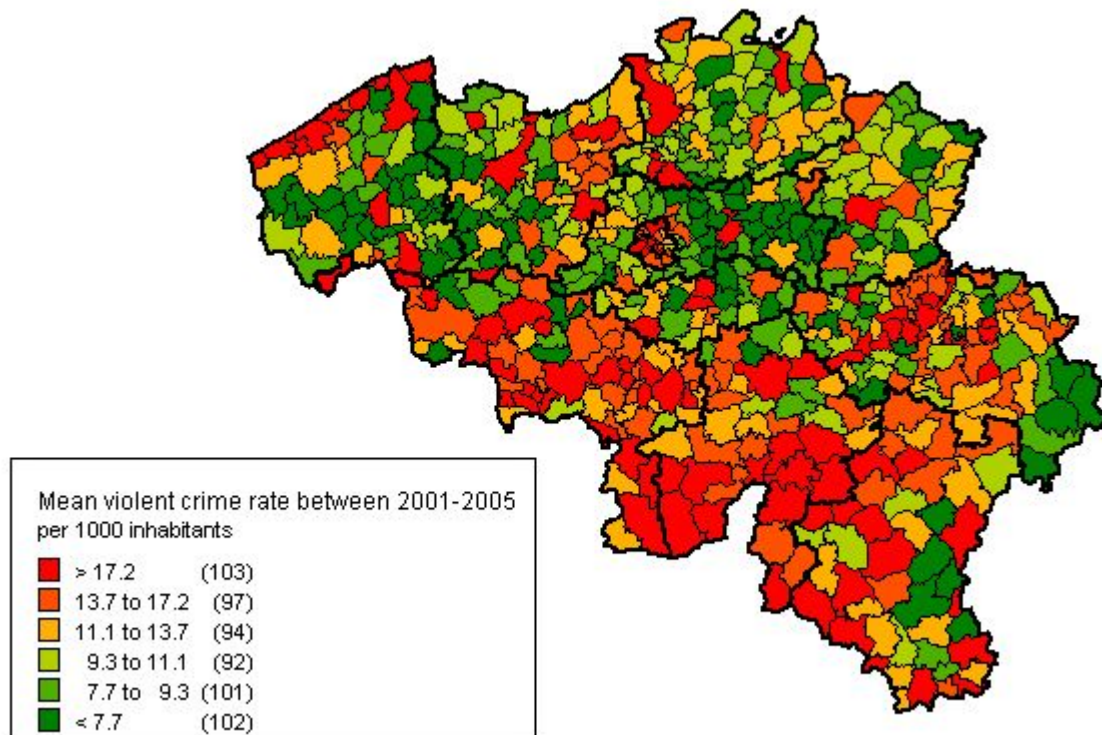 Mean violent crime rate between 2001-2005
per 1000 inhabitants
> 17.2 (103)
13.7 to 17.2 (97)
11.1 to 13.7 (94)
9.3 to 11.1 (92)
7.7 to 9.3 (101)
< 7.7 (102)